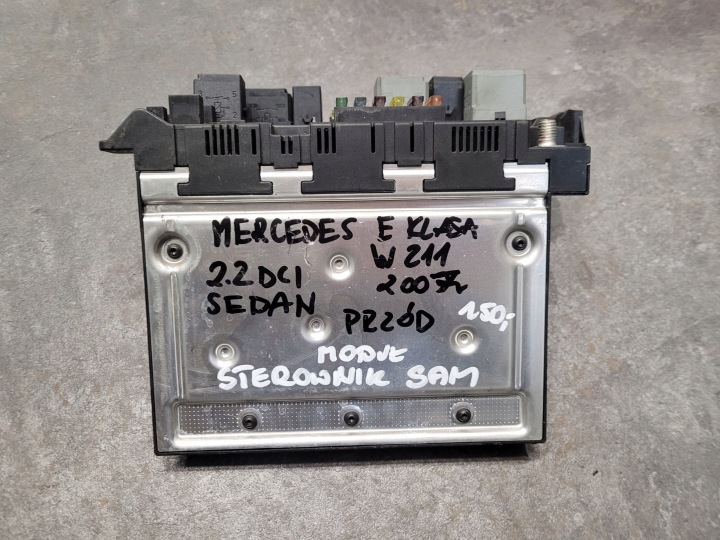 MERCEDES E KLASA
W 211
2.2 DCI
2007r
SEDAN
PRZÓD
150,-
MODUŁ
STEROWNIK SAM